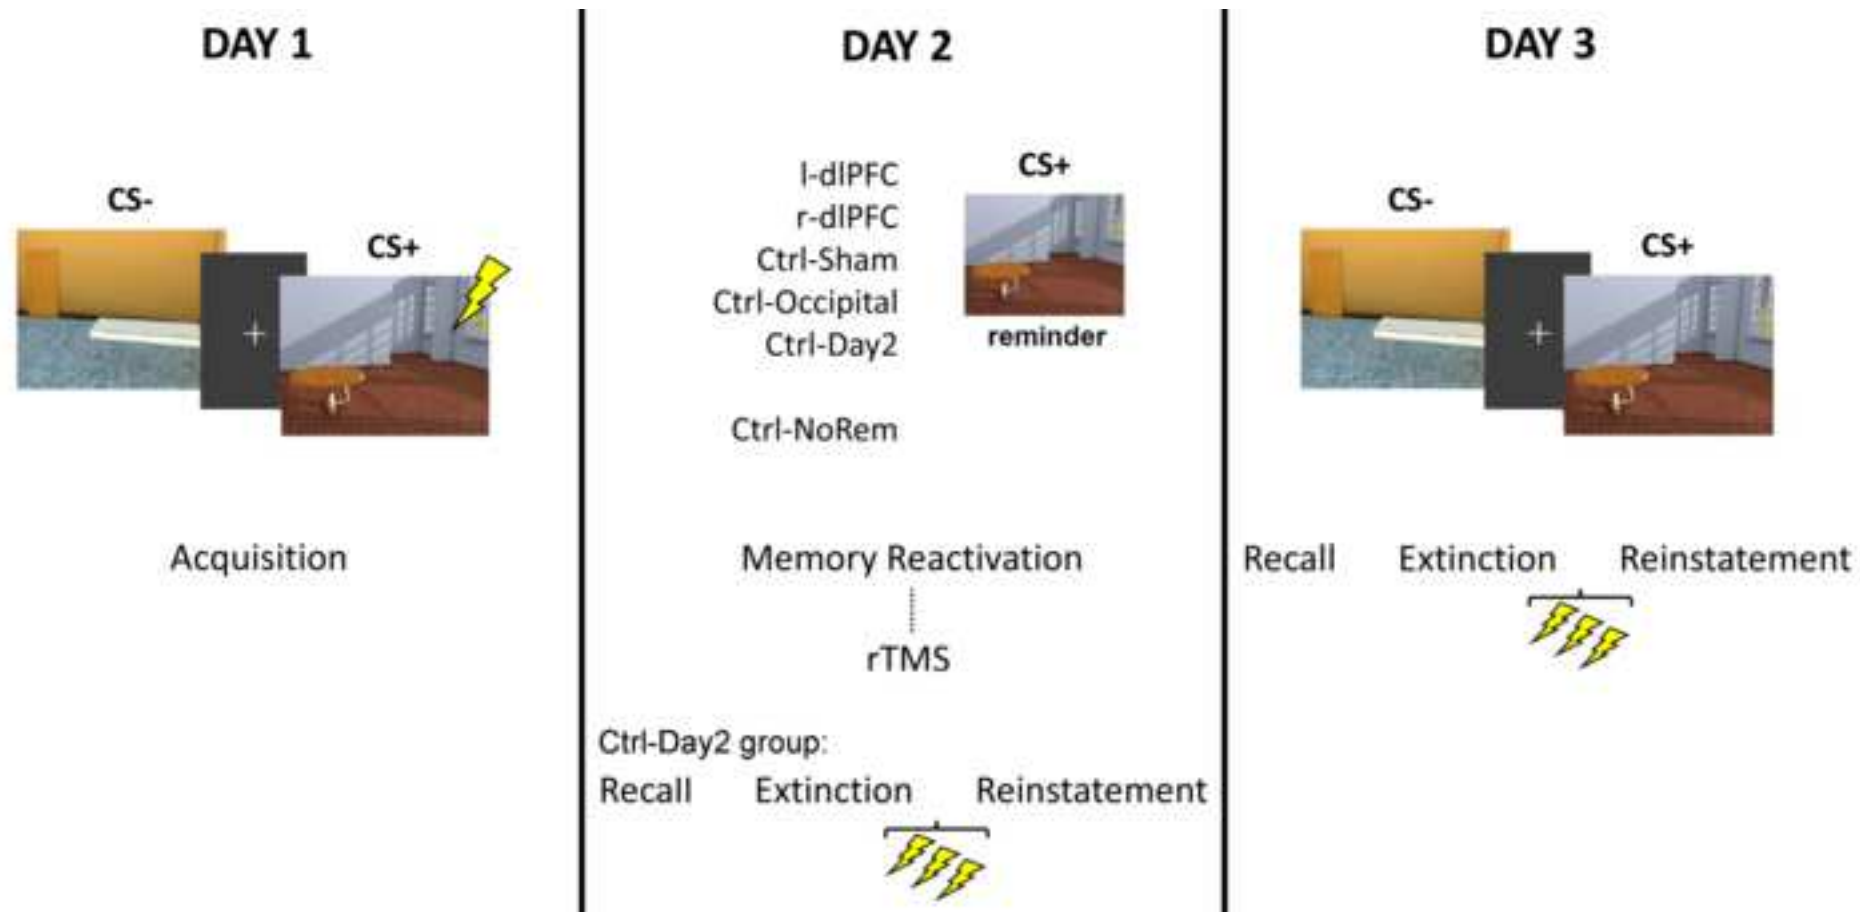 DAY 1
CS-
CS+
Acquisition
DAY 2
l-dlPFC
r-dlPFC
Ctrl-Sham
Ctrl-Occipital
Ctrl-Day2
Ctrl-NoRem
CS+
reminder
Memory Reactivation
rTMS
Ctrl-Day2 group:
Recall Extinction Reinstatement
DAY 3
CS-
CS+
Recall Extinction Reinstatement